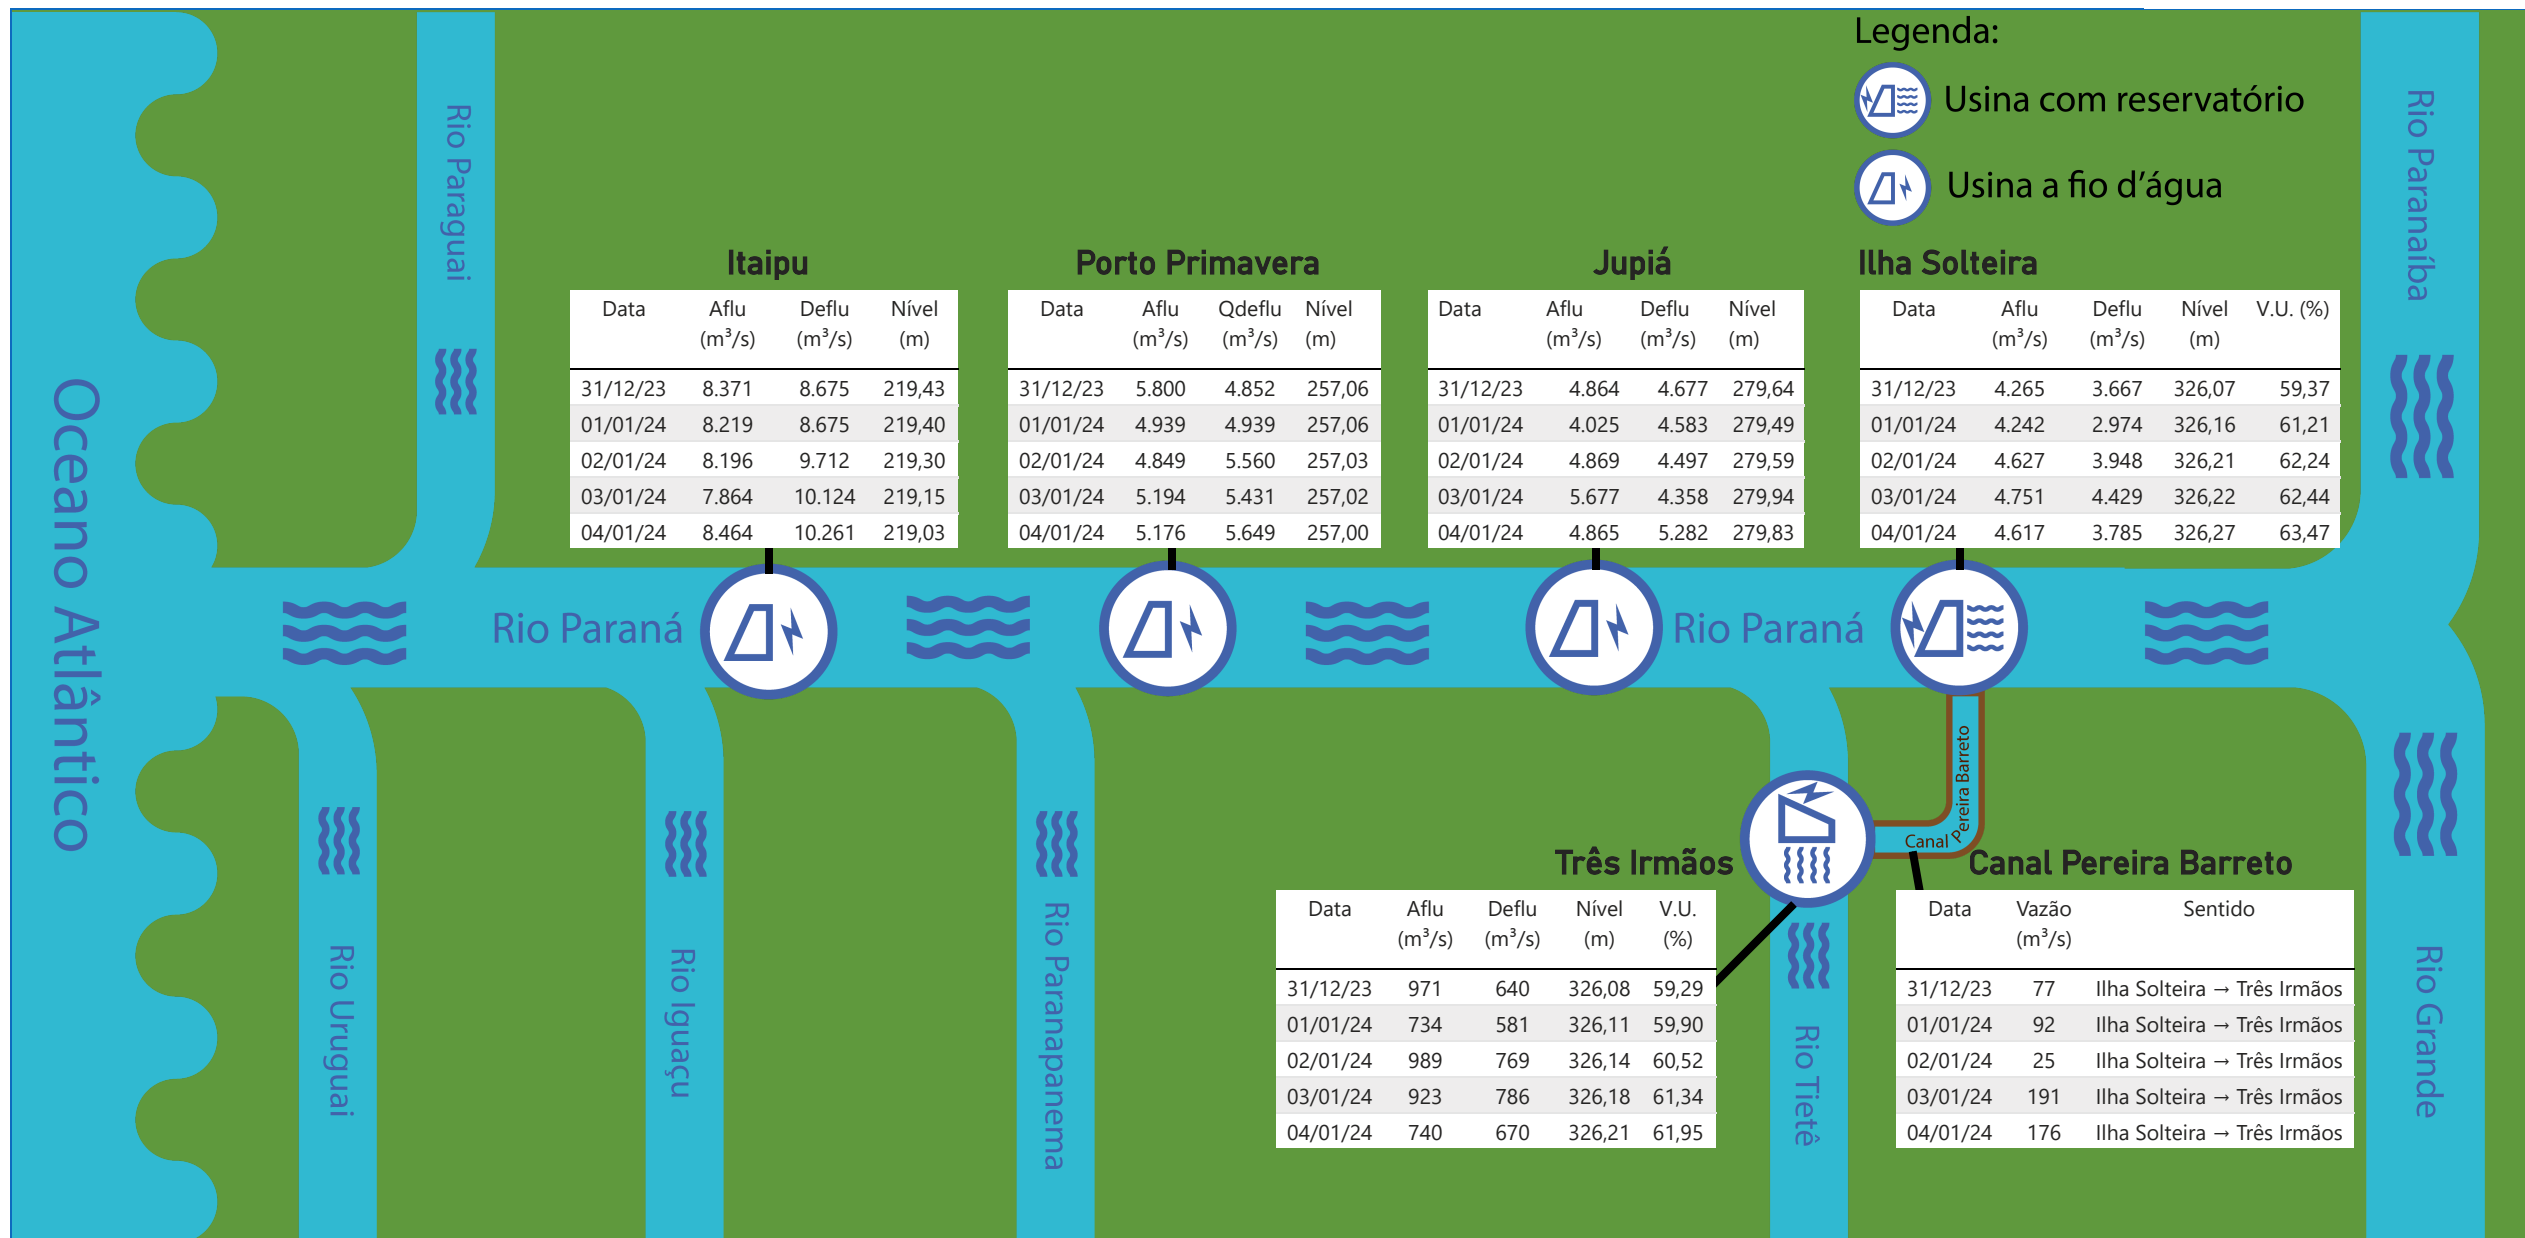 Legenda:
Usina com reservatório
Usina a fio d'água
Oceano Atlântico
Rio Paraguai
Rio Paranaíba
Itaipu
Data Aflu Deflu Nível
(m³/s) (m³/s) (m)
31/12/23 8.371 8.675 219,43
01/01/24 8.219 8.675 219,40
02/01/24 8.196 9.712 219,30
03/01/24 7.864 10.124 219,15
04/01/24 8.464 10.261 219,03
Porto Primavera
Data Aflu Qdeflu Nível
(m³/s) (m³/s) (m)
31/12/23 5.800 4.852 257,06
01/01/24 4.939 4.939 257,06
02/01/24 4.849 5.560 257,03
03/01/24 5.194 5.431 257,02
04/01/24 5.176 5.649 257,00
Jupiá
Data Aflu Deflu Nível
(m³/s) (m³/s) (m)
31/12/23 4.864 4.677 279,64
01/01/24 4.025 4.583 279,49
02/01/24 4.869 4.497 279,59
03/01/24 5.677 4.358 279,94
04/01/24 4.865 5.282 279,83
Ilha Solteira
Data Aflu Deflu Nível V.U. (%)
(m³/s) (m³/s) (m)
31/12/23 4.265 3.667 326,07 59,37
01/01/24 4.242 2.974 326,16 61,21
02/01/24 4.627 3.948 326,21 62,24
03/01/24 4.751 4.429 326,22 62,44
04/01/24 4.617 3.785 326,27 63,47
Rio Paraná
Rio Paraná
Canal Pereira Barreto
Três Irmãos
Data Aflu Deflu Nível V.U.
(m³/s) (m³/s) (m) (%)
31/12/23 971 640 326,08 59,29
01/01/24 734 581 326,11 59,90
02/01/24 989 769 326,14 60,52
03/01/24 923 786 326,18 61,34
04/01/24 740 670 326,21 61,95
Canal Pereira Barreto
Data Vazão Sentido
(m³/s)
31/12/23 77 Ilha Solteira → Três Irmãos
01/01/24 92 Ilha Solteira → Três Irmãos
02/01/24 25 Ilha Solteira → Três Irmãos
03/01/24 191 Ilha Solteira → Três Irmãos
04/01/24 176 Ilha Solteira → Três Irmãos
Rio Uruguai
Rio Iguaçu
Rio Paranapanema
Rio Tietê
Rio Grande